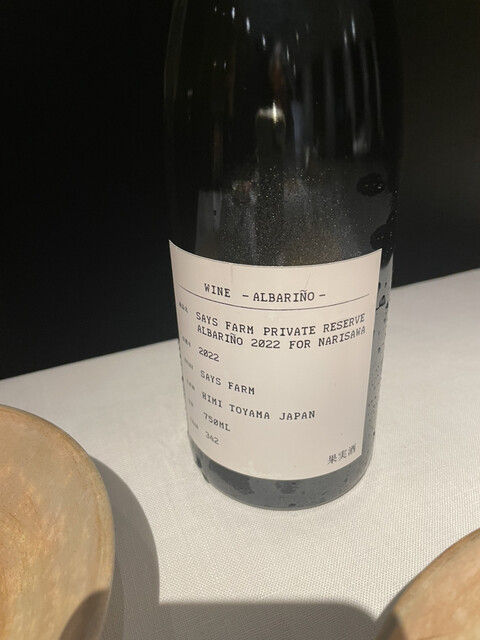 WINE - ALBARIÑO -
SAYS FARM PRIVATE RESERVE
ALBARIÑO 2022 FOR NARISAWA
2022
SAYS FARM
HIMI TOYAMA JAPAN
750ML
342
果実酒